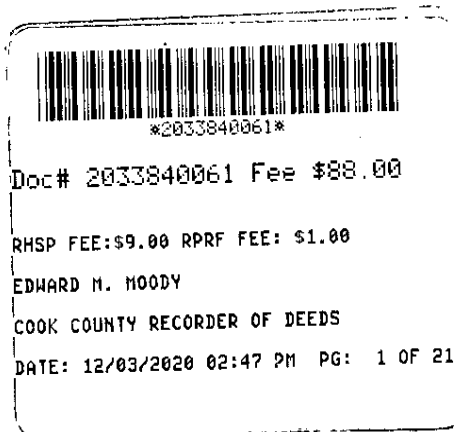 *2033840061*
Doc# 2033840061 Fee $88.00
RHSP FEE:$9.00 RPRF FEE: $1.00
EDWARD M. MOODY
COOK COUNTY RECORDER OF DEEDS
DATE: 12/03/2020 02:47 PM PG: 1 OF 21